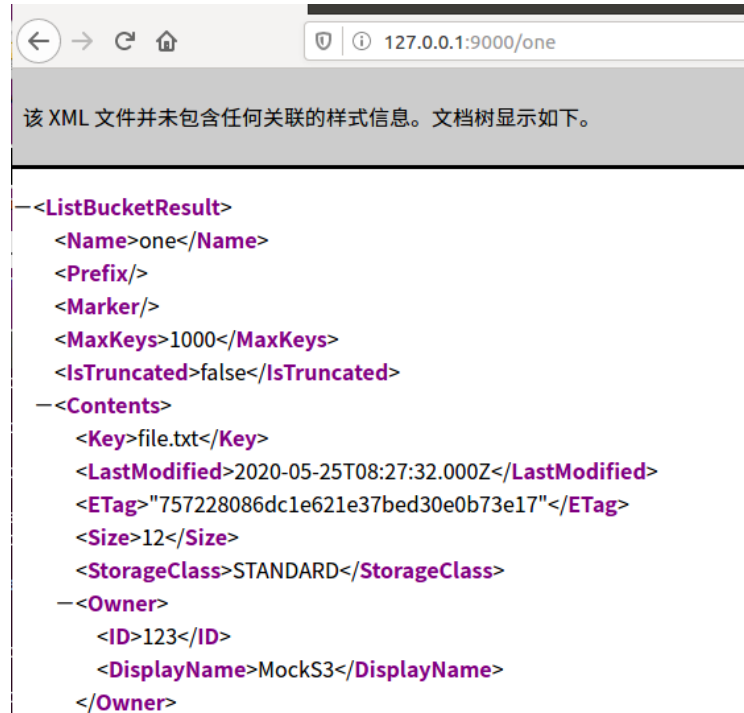 127.0.0.1:9000/one
该 XML 文件并未包含任何关联的样式信息。文档树显示如下。
—<ListBucketResult>
<Name>one</Name>
<Prefix/>
<Marker/>
<MaxKeys>1000</MaxKeys>
<IsTruncated>false</IsTruncated>
—<Contents>
<Key>file.txt</Key>
<LastModified>2020-05-25T08:27:32.000Z</LastModified>
<ETag>"757228086dc1e621e37bed30e0b73e17"</ETag>
<Size>12</Size>
<StorageClass>STANDARD</StorageClass>
—<Owner>
<ID>123</ID>
<DisplayName>MockS3</DisplayName>
</Owner>